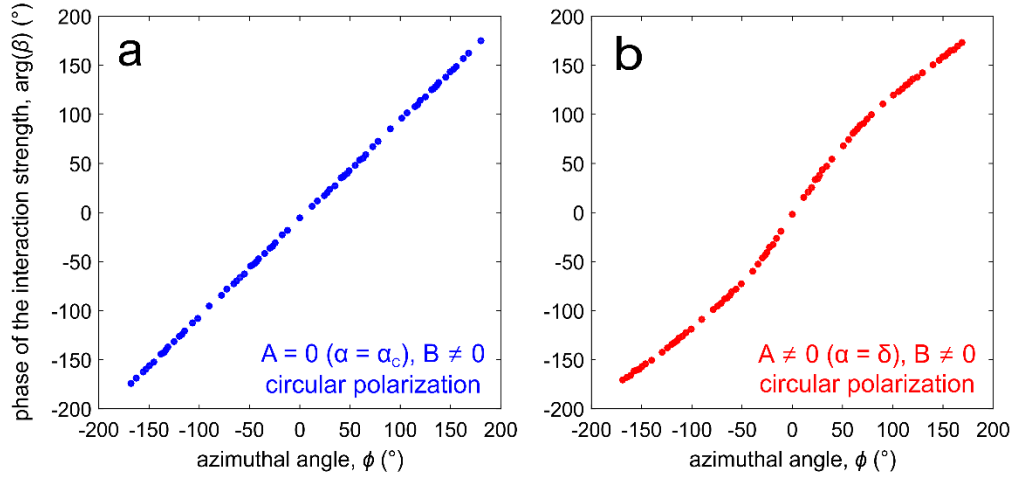 phase of the interaction strength, arg(β) (°)
200
150
100
50
0
-50
-100
-150
-200
a
A = 0 (α = αc), B ≠ 0
circular polarization
-200 -150 -100 -50 0 50 100 150 200
azimuthal angle, ϕ (°)
200
150
100
50
0
-50
-100
-150
-200
b
A ≠ 0 (α = δ), B ≠ 0
circular polarization
-200 -150 -100 -50 0 50 100 150 200
azimuthal angle, ϕ (°)